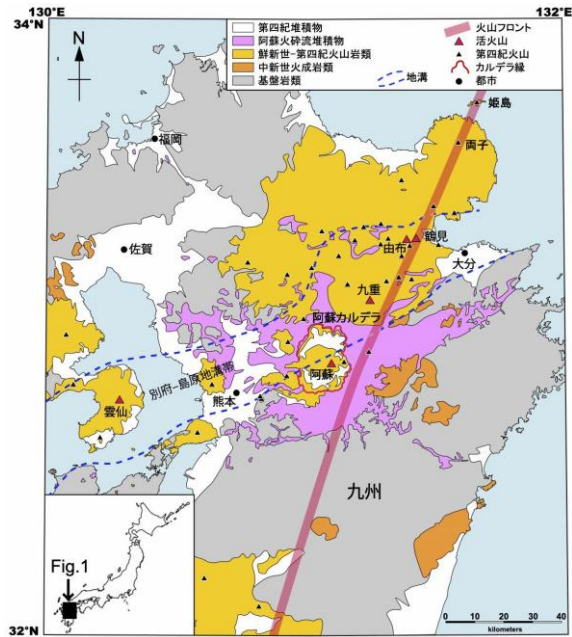 130°E
132°E
34°N
第四紀堆積物
阿蘇火砕流堆積物
鮮新世-第四紀火山岩類
中新世火成岩類
基盤岩類
地溝
火山フロント
活火山
第四紀火山
カルデラ縁
都市
N
姫島
福岡
両子
鶴見
由布
佐賀
大分
九重
阿蘇カルデラ
別府-島原地溝帯
阿蘇
熊本
雲仙
九州
Fig.1
32°N
0 10 20 30 40
kilometers